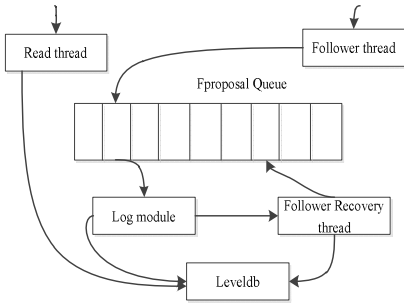 Read thread
Follower thread
Fproposal Queue
Log module
Follower Recovery
thread
Leveldb